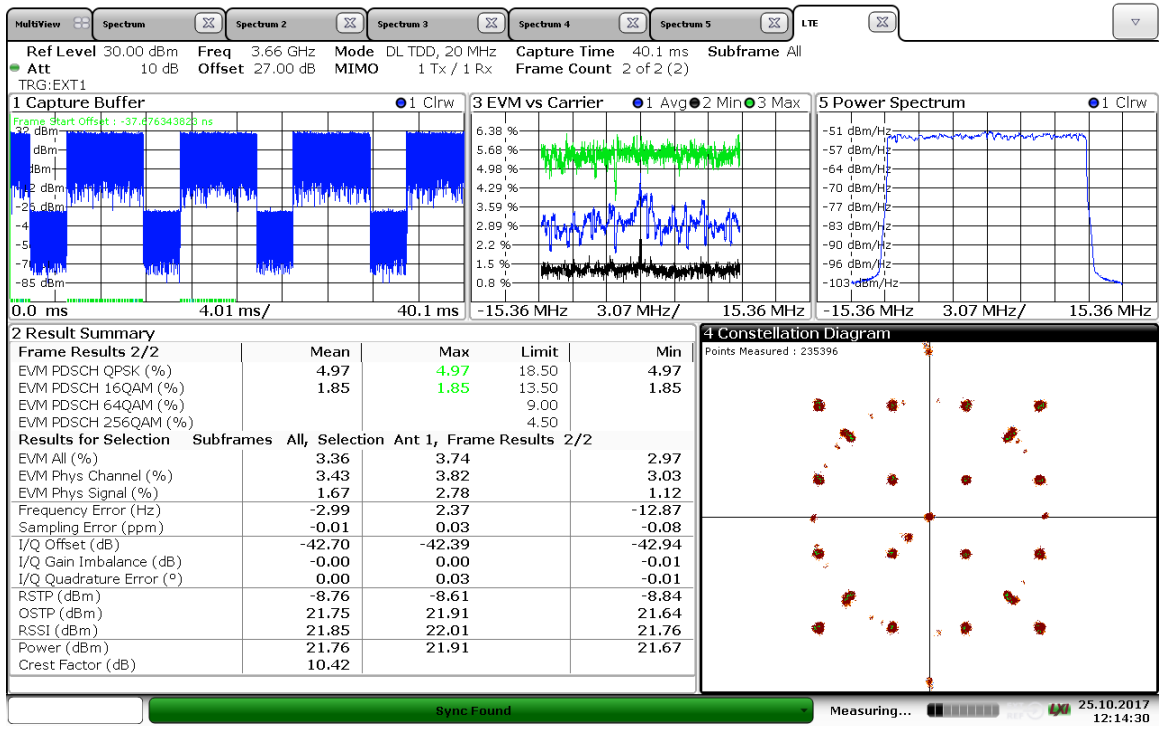 MultiView Spectrum Spectrum 2 Spectrum 3 Spectrum 4 Spectrum 5 LTE
Ref Level 30.00 dBm Freq 3.66 GHz Mode DL TDD, 20 MHz Capture Time 40.1 ms Subframe All
Att 10 dB Offset 27.00 dB MIMO 1 Tx / 1 Rx Frame Count 2 of 2 (2)
TRG:EXT1
1 Capture Buffer 1 Clrw
Frame Start Offset : -37.676343823 ns
32 dBm
dBm
dBm
dBm
-25 dBm
-85 dBm
0.0 ms 4.01 ms/ 40.1 ms
3 EVM vs Carrier 1 Avg 2 Min 3 Max
6.38 %
5.68 %
4.98 %
4.29 %
3.59 %
2.89 %
2.2 %
1.5 %
0.8 %
-15.36 MHz 3.07 MHz/ 15.36 MHz
5 Power Spectrum 1 Clrw
-51 dBm/Hz
-57 dBm/Hz
-64 dBm/Hz
-70 dBm/Hz
-77 dBm/Hz
-83 dBm/Hz
-90 dBm/Hz
-96 dBm/Hz
-103 dBm/Hz
-15.36 MHz 3.07 MHz/ 15.36 MHz
2 Result Summary
Frame Results 2/2 Mean Max Limit Min
EVM PDSCH QPSK (%) 4.97 4.97 18.50 4.97
EVM PDSCH 16QAM (%) 1.85 1.85 13.50 1.85
EVM PDSCH 64QAM (%) 9.00
EVM PDSCH 256QAM (%) 4.50
Results for Selection Subframes All, Selection Ant 1, Frame Results 2/2
EVM All (%) 3.36 3.74 2.97
EVM Phys Channel (%) 3.43 3.82 3.03
EVM Phys Signal (%) 1.67 2.78 1.12
Frequency Error (Hz) -2.99 2.37 -12.87
Sampling Error (ppm) -0.01 0.03 -0.08
I/Q Offset (dB) -42.70 -42.39 -42.94
I/Q Gain Imbalance (dB) -0.00 0.00 -0.01
I/Q Quadrature Error (°) 0.00 0.03 -0.01
RSTP (dBm) -8.76 -8.61 -8.84
OSTP (dBm) 21.75 21.91 21.64
RSSI (dBm) 21.85 22.01 21.76
Power (dBm) 21.76 21.91 21.67
Crest Factor (dB) 10.42
4 Constellation Diagram
Points Measured : 235396
Sync Found
Measuring...
REF
LXI
25.10.2017
12:14:30